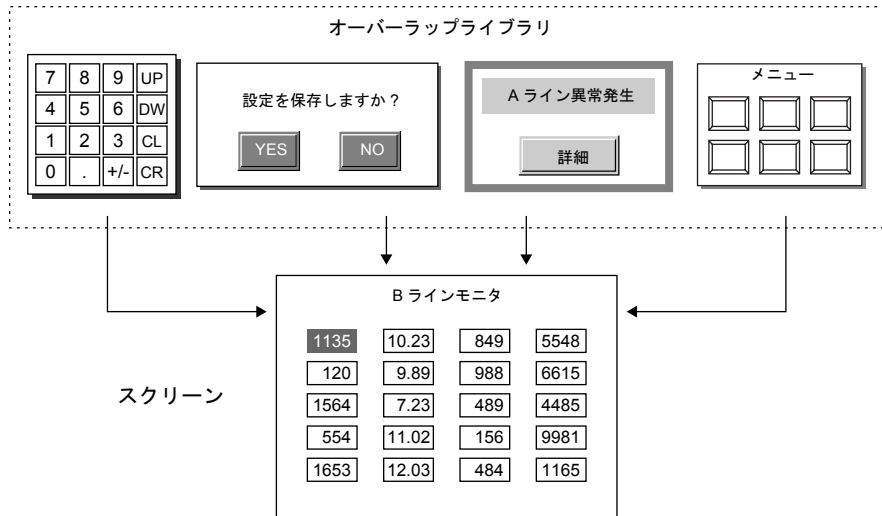 オーバーラップライブラリ
7 8 9 UP
4 5 6 DW
1 2 3 CL
0 . +/- CR
設定を保存しますか？
YES NO
A ライン異常発生
詳細
メニュー
スクリーン
B ラインモニタ
1135 10.23 849 5548
120 9.89 988 6615
1564 7.23 489 4485
554 11.02 156 9981
1653 12.03 484 1165